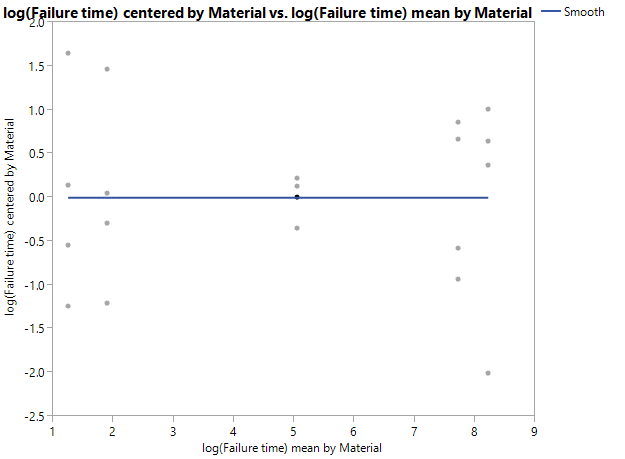 log(Failure time) centered by Material vs. log(Failure time) mean by Material
Smooth
log(Failure time) centered by Material
2.0
1.5
1.0
0.5
0.0
-0.5
-1.0
-1.5
-2.0
-2.5
1 2 3 4 5 6 7 8 9
log(Failure time) mean by Material